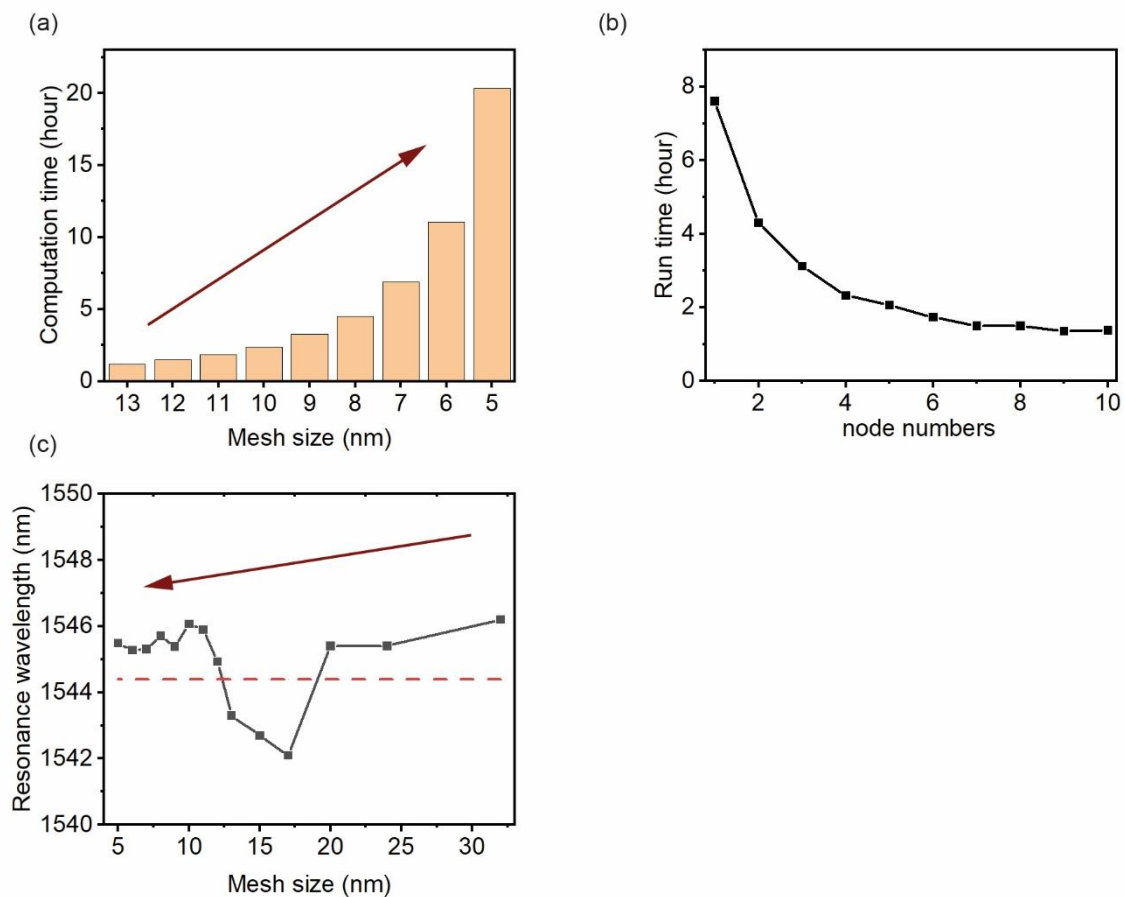 (a)
Computation time (hour)
20
15
10
5
0
13 12 11 10 9 8 7 6 5
Mesh size (nm)
(b)
Run time (hour)
8
6
4
2
0
2 4 6 8 10
node numbers
(c)
Resonance wavelength (nm)
1550
1548
1546
1544
1542
1540
5 10 15 20 25 30
Mesh size (nm)